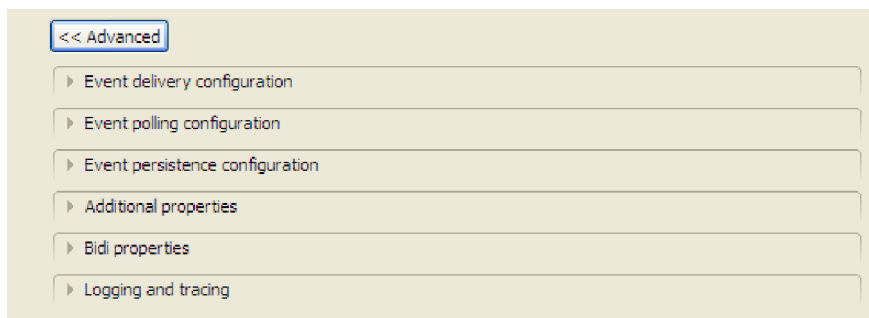 << Advanced
Event delivery configuration
Event polling configuration
Event persistence configuration
Additional properties
Bidi properties
Logging and tracing